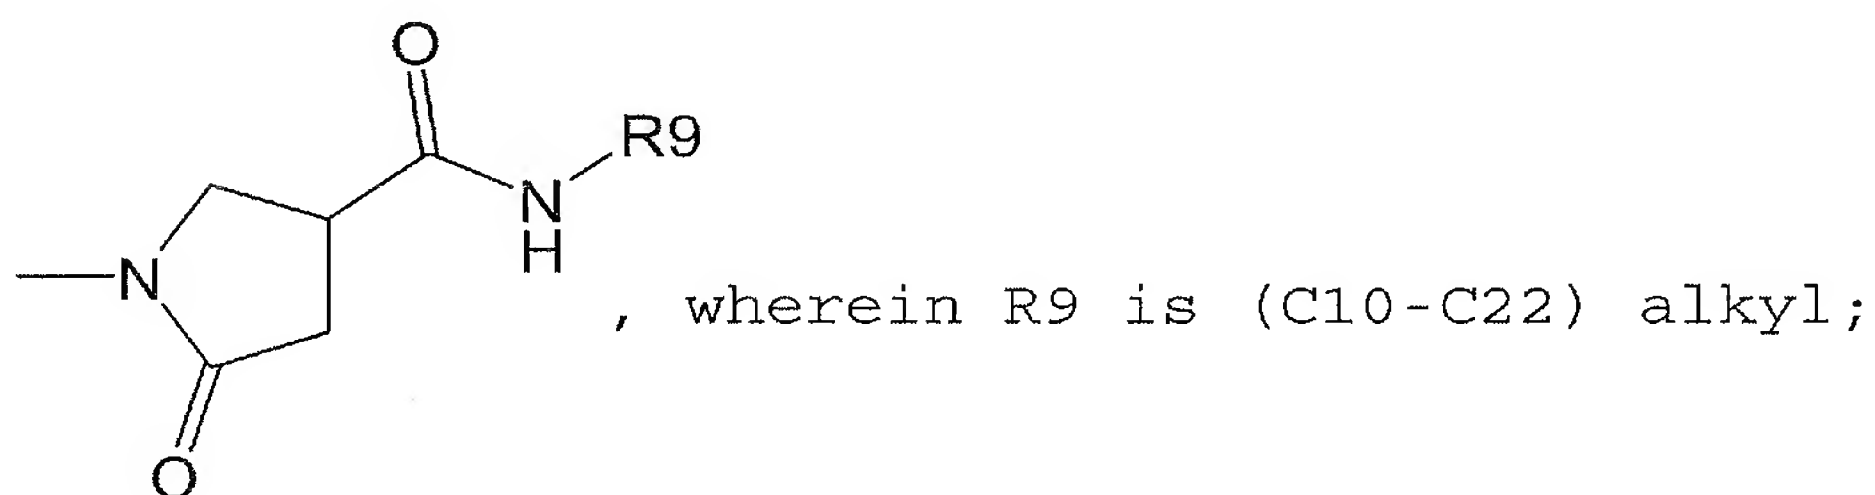 O
R9
N
H
N
, wherein R9 is (C10-C22) alkyl;
O